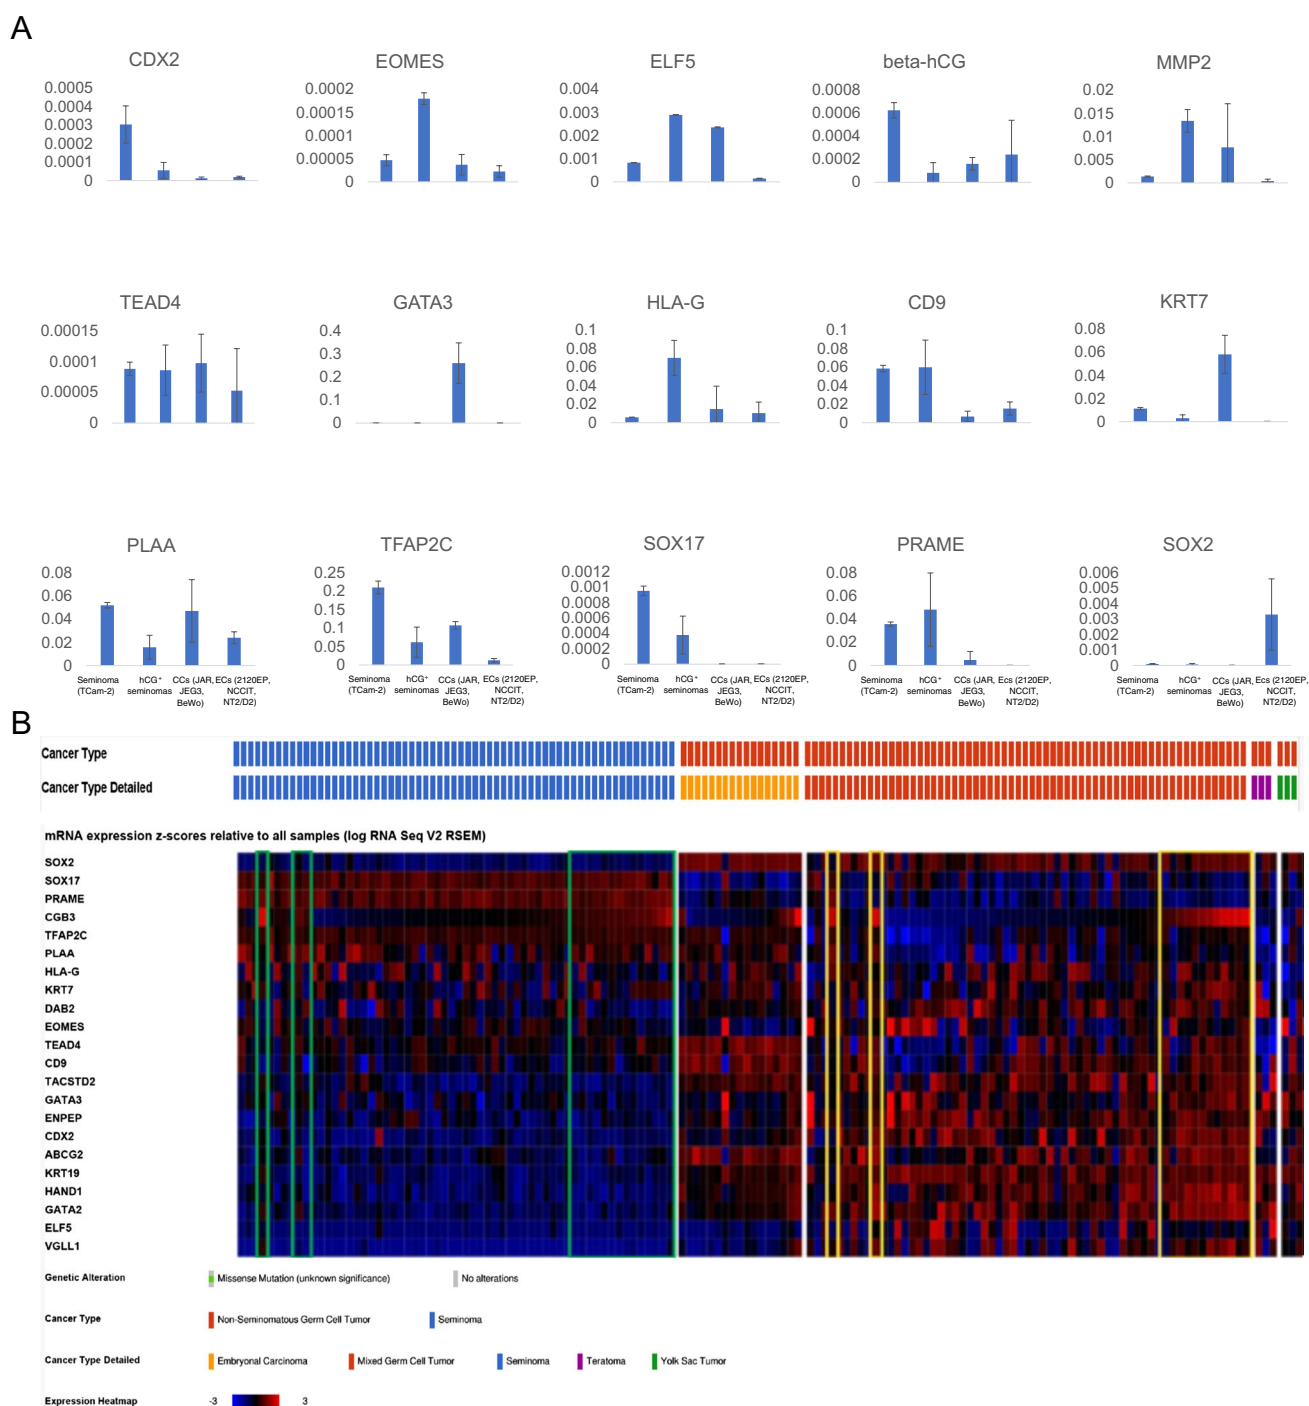 A
CDX2 EOMES ELF5 beta-hCG MMP2
0.0005 0.0002 0.004 0.0008 0.02
0.0004 0.00015 0.003 0.0006 0.015
0.0003 0.0001 0.002 0.0004 0.01
0.0002 0.00005 0.001 0.0002 0.005
0.0001 0 0 0 0
0
TEAD4 GATA3 HLA-G CD9 KRT7
0.00015 0.4 0.1 0.1 0.08
0.0001 0.3 0.08 0.08 0.06
0.00005 0.2 0.06 0.06 0.04
0 0.1 0.04 0.04 0.02
0 0.02 0.02 0
0 0
PLAA TFAP2C SOX17 PRAME SOX2
0.08 0.25 0.0012 0.08 0.006
0.06 0.2 0.001 0.06 0.005
0.04 0.15 0.0008 0.04 0.004
0.02 0.1 0.0006 0.02 0.003
0 0.05 0.0004 0 0.002
0 0.0002 0.001
0 0
Seminoma hCG⁺ CCs (JAR, ECs (2120EP, Seminoma hCG⁺ CCs (JAR, ECs (2120EP, Seminoma hCG⁺ CCs (JAR, Ecs (2120EP, Seminoma hCG⁺ CCs (JAR, Ecs (2120EP, Seminoma hCG⁺ CCs (JAR, Ecs (2120EP,
(TCam-2) seminomas JEG3, NCCIT, (TCam-2) seminomas JEG3, NCCIT, (TCam-2) seminomas JEG3, NCCIT, (TCam-2) seminomas JEG3, NCCIT, (TCam-2) seminomas JEG3, NCCIT,
BeWo) NT2/D2) BeWo) NT2/D2) BeWo) NT2/D2) BeWo) NT2/D2) BeWo) NT2/D2)
B
Cancer Type
Cancer Type Detailed
mRNA expression z-scores relative to all samples (log RNA Seq V2 RSEM)
SOX2
SOX17
PRAME
CGB3
TFAP2C
PLAA
HLA-G
KRT7
DAB2
EOMES
TEAD4
CD9
TACSTD2
GATA3
ENPEP
CDX2
ABCG2
KRT19
HAND1
GATA2
ELF5
VGLL1
Genetic Alteration Missense Mutation (unknown significance) No alterations
Cancer Type Non-Seminomatous Germ Cell Tumor Seminoma
Cancer Type Detailed Embryonal Carcinoma Mixed Germ Cell Tumor Seminoma Teratoma Yolk Sac Tumor
Expression Heatmap -3 3